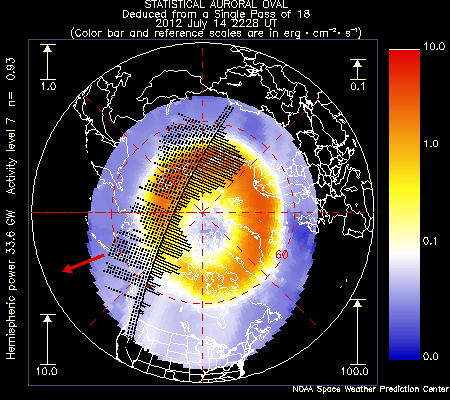 STATISTICAL AURORAL OVAL
Deduced from a Single Pass of 18
2012 July 14 2228 UT
(Color bar and reference scales are in erg · cm⁻² · s⁻¹)
Hemispheric power 33.6 GW Activity level 7 n= 0.93
1.0
0.1
10.0
1.0
0.1
0.0
60
10.0
100.0
NOAA Space Weather Prediction Center